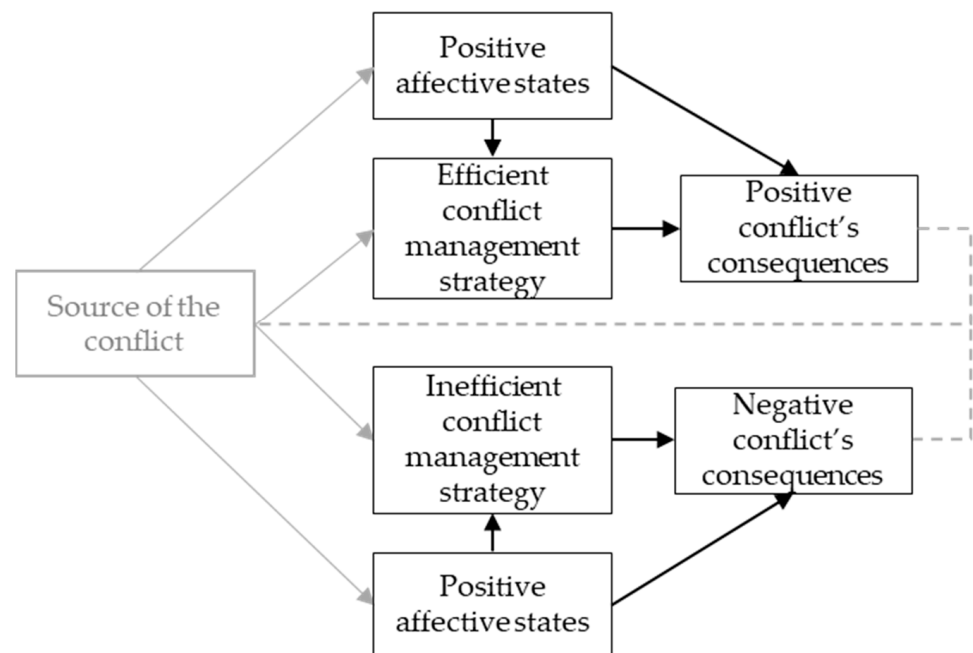 Positive
affective states
Efficient
conflict
management
strategy
Positive
conflict's
consequences
Source of the
conflict
Inefficient
conflict
management
strategy
Negative
conflict's
consequences
Positive
affective states